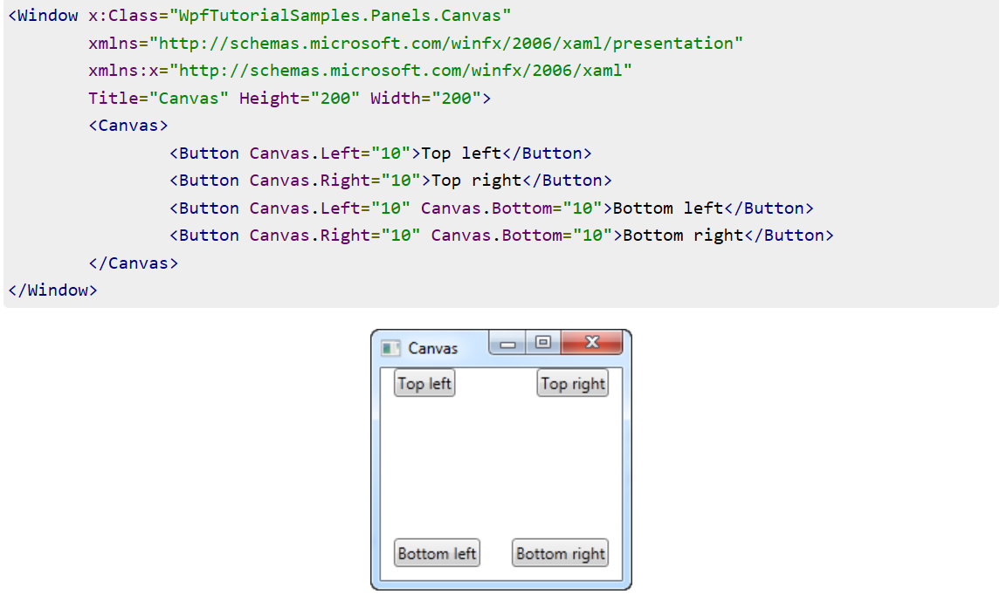 <Window x:Class="WpfTutorialSamples.Panels.Canvas"
xmlns="http://schemas.microsoft.com/winfx/2006/xaml/presentation"
xmlns:x="http://schemas.microsoft.com/winfx/2006/xaml"
Title="Canvas" Height="200" Width="200">
<Canvas>
<Button Canvas.Left="10">Top left</Button>
<Button Canvas.Right="10">Top right</Button>
<Button Canvas.Left="10" Canvas.Bottom="10">Bottom left</Button>
<Button Canvas.Right="10" Canvas.Bottom="10">Bottom right</Button>
</Canvas>
</Window>
Canvas
Top left Top right
Bottom left Bottom right